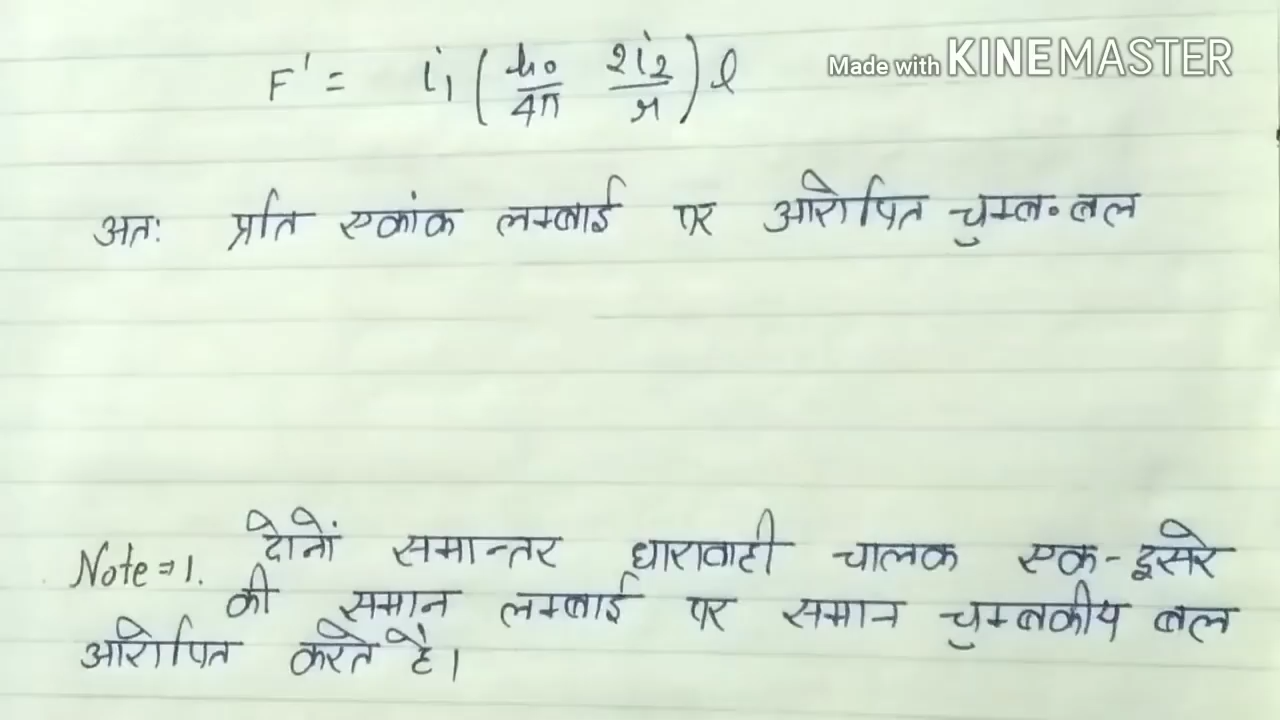 Made with KINEMASTER
F' = i₁ (μ₀/4π 2i₂/r) l
अतः प्रति एकांक लम्बाई पर आरोपित चुम्ब॰ बल
Note ⇒ 1. दोनों समान्तर धारावाही चालक एक-दूसरे
की समान लम्बाई पर समान चुम्बकीय बल
आरोपित करते है।